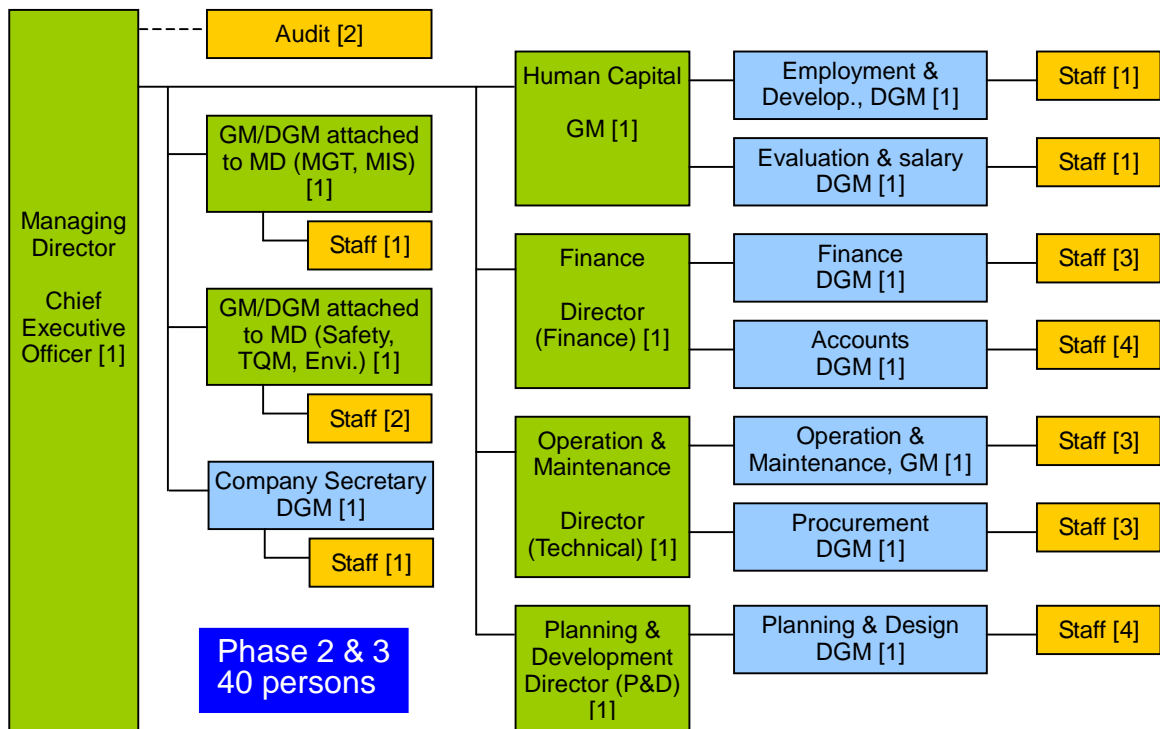 Managing
Director
Chief
Executive
Officer [1]
Audit [2]
GM/DGM attached
to MD (MGT, MIS)
[1]
Staff [1]
GM/DGM attached
to MD (Safety,
TQM, Envi.) [1]
Staff [2]
Company Secretary
DGM [1]
Staff [1]
Phase 2 & 3
40 persons
Human Capital
GM [1]
Employment &
Develop., DGM [1]
Staff [1]
Evaluation & salary
DGM [1]
Staff [1]
Finance
Director
(Finance) [1]
Finance
DGM [1]
Staff [3]
Accounts
DGM [1]
Staff [4]
Operation &
Maintenance
Director
(Technical) [1]
Operation &
Maintenance, GM [1]
Staff [3]
Procurement
DGM [1]
Staff [3]
Planning &
Development
Director (P&D)
[1]
Planning & Design
DGM [1]
Staff [4]